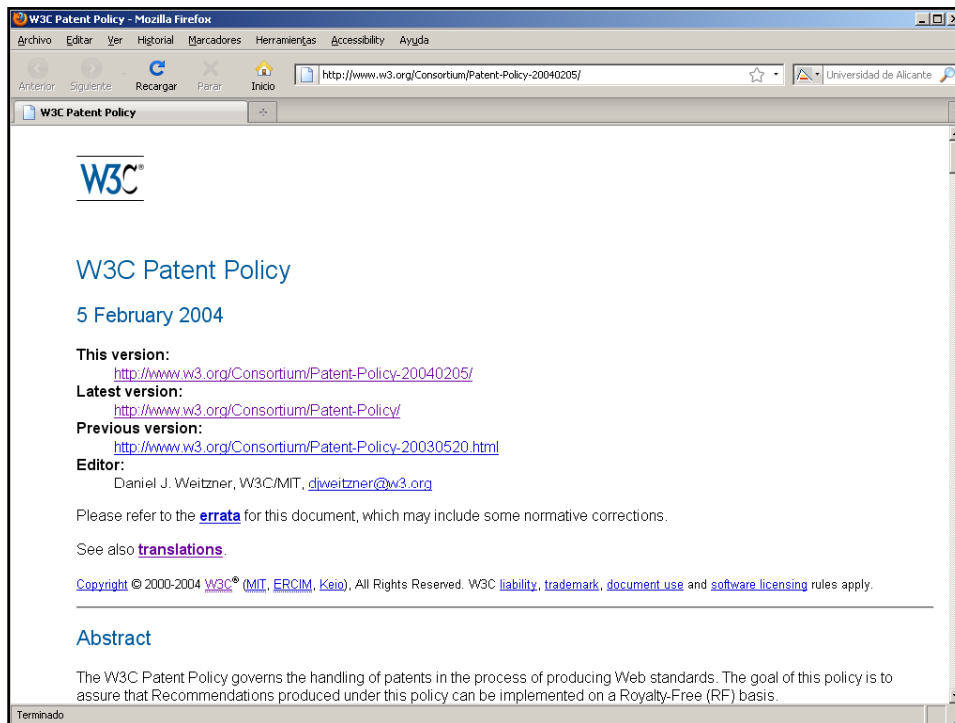 W3C Patent Policy - Mozilla Firefox
Archivo Editar Ver Historial Marcadores Herramientas Accessibility Ayuda
Anterior Siguiente Recargar Parar Inicio http://www.w3.org/Consortium/Patent-Policy-20040205/ Universidad de Alicante
W3C Patent Policy
W3C®
W3C Patent Policy
5 February 2004
This version:
http://www.w3.org/Consortium/Patent-Policy-20040205/
Latest version:
http://www.w3.org/Consortium/Patent-Policy/
Previous version:
http://www.w3.org/Consortium/Patent-Policy-20030520.html
Editor:
Daniel J. Weitzner, W3C/MIT, djweitzner@w3.org
Please refer to the errata for this document, which may include some normative corrections.
See also translations.
Copyright © 2000-2004 W3C® (MIT, ERCIM, Keio), All Rights Reserved. W3C liability, trademark, document use and software licensing rules apply.
Abstract
The W3C Patent Policy governs the handling of patents in the process of producing Web standards. The goal of this policy is to
assure that Recommendations produced under this policy can be implemented on a Royalty-Free (RF) basis.
Terminado